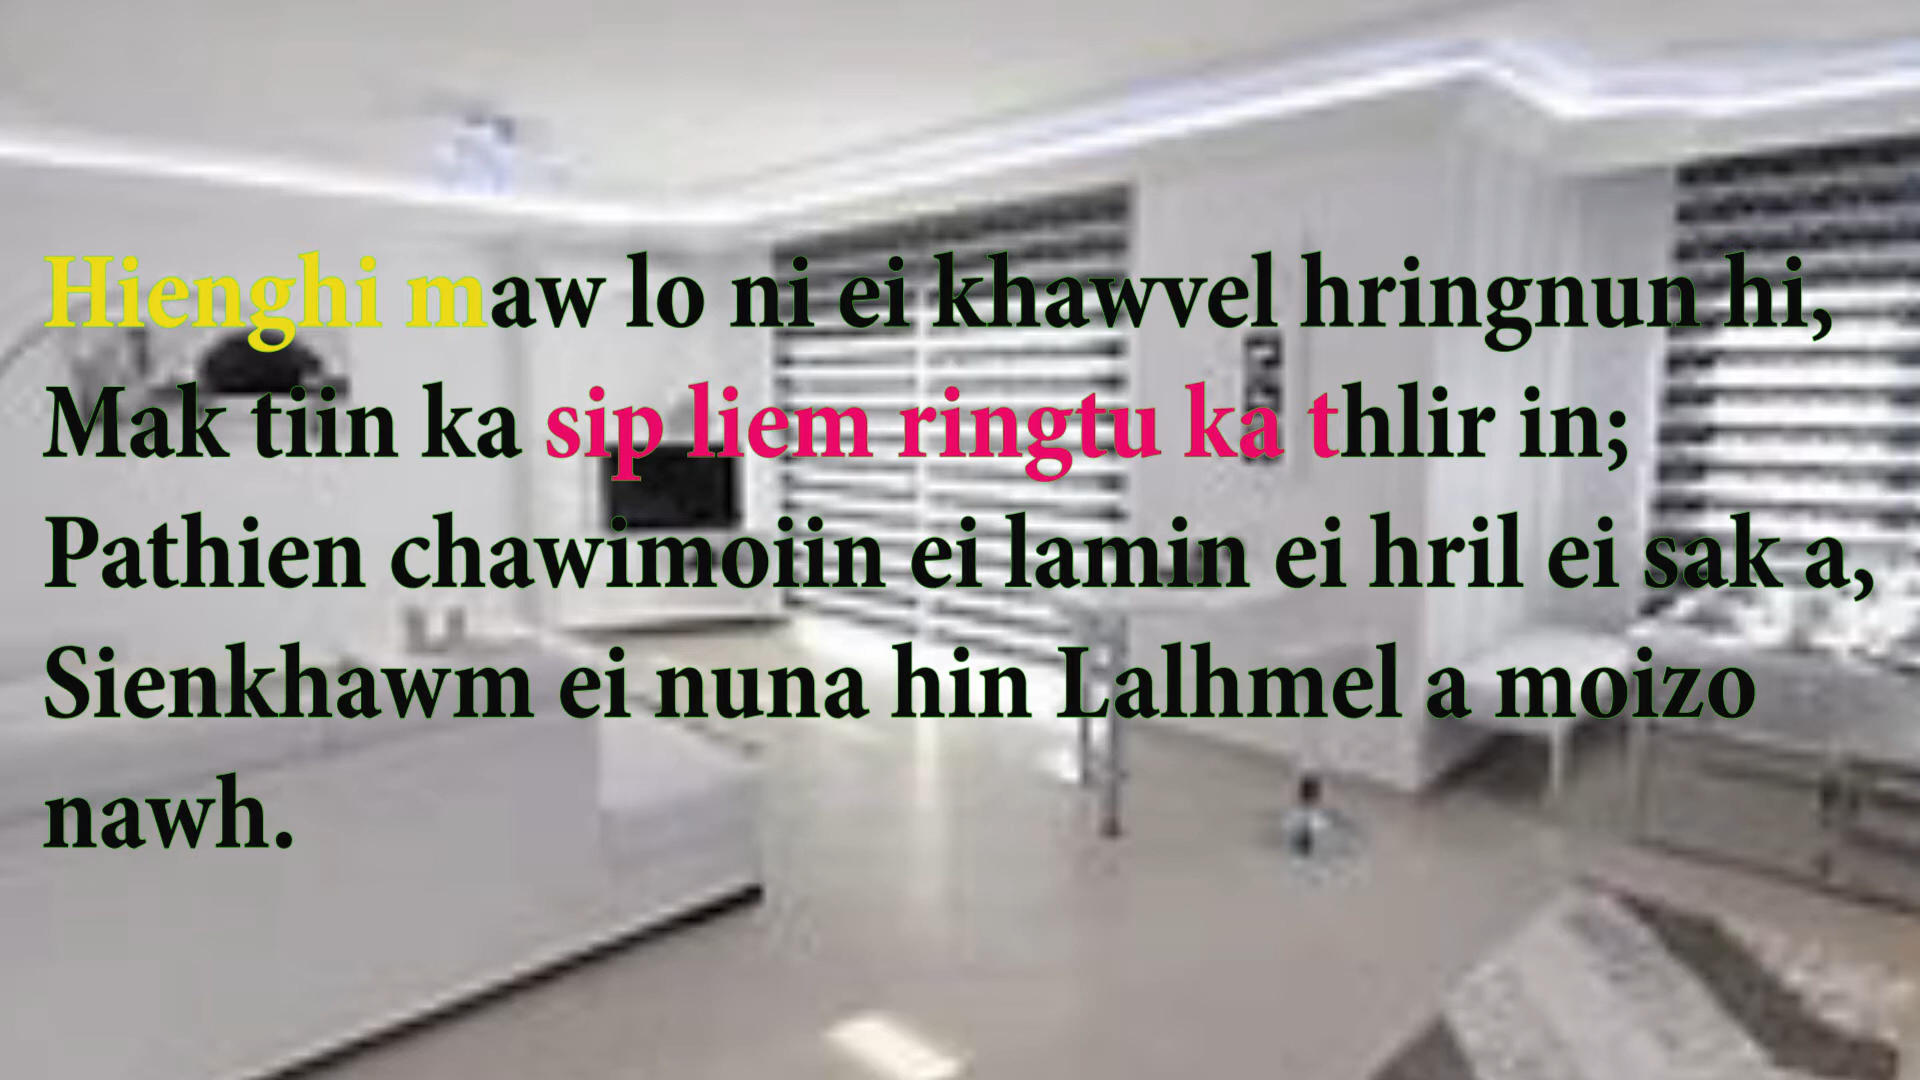 Hienghi maw lo ni ei khawvel hringnun hi,
Mak tiin ka sip liem ringtu ka thlir in;
Pathien chawimoiin ei lamin ei hril ei sak a,
Sienkhawm ei nuna hin Lalhmel a moizo
nawh.